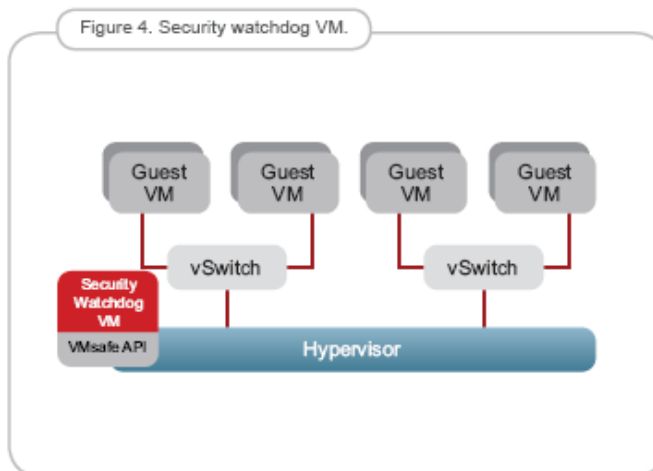 Figure 4. Security watchdog VM.
Guest
VM
Guest
VM
Guest
VM
Guest
VM
vSwitch
vSwitch
Security
Watchdog
VM
VMsafe API
Hypervisor